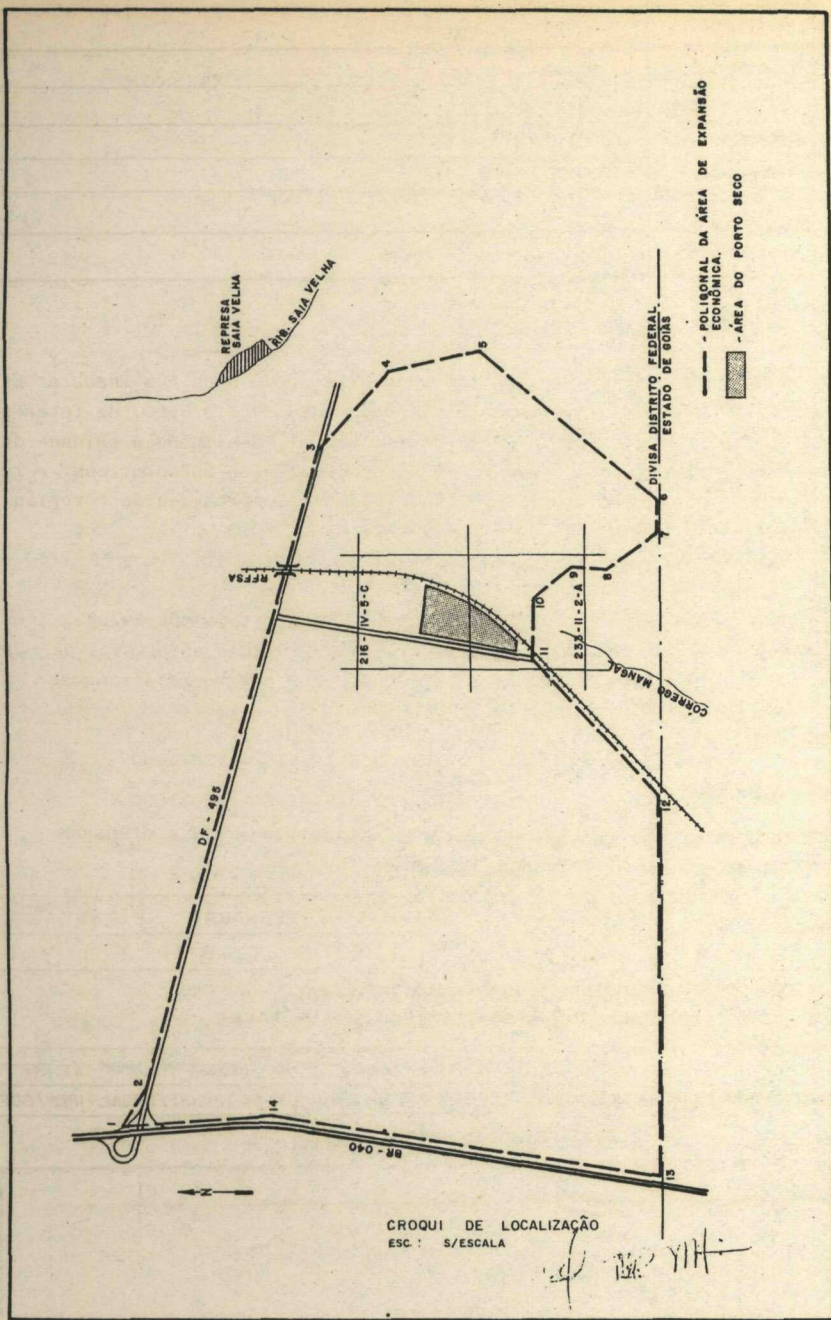 REPRESA
SAIA VELHA
RIB. SAIA VELHA
DF - 495
RFFSA
216 - IV-5-C
233-II-2-A
CÓRREGO MANGAL
DIVISA DISTRITO FEDERAL
ESTADO DE GOIÁS
BR - 040
1
2
3
4
5
6
7
8
9
10
11
12
13
14
N
- POLIGONAL DA ÁREA DE EXPANSÃO
ECONÔMICA.
- ÁREA DO PORTO SECO
CROQUI DE LOCALIZAÇÃO
ESC. : S/ESCALA